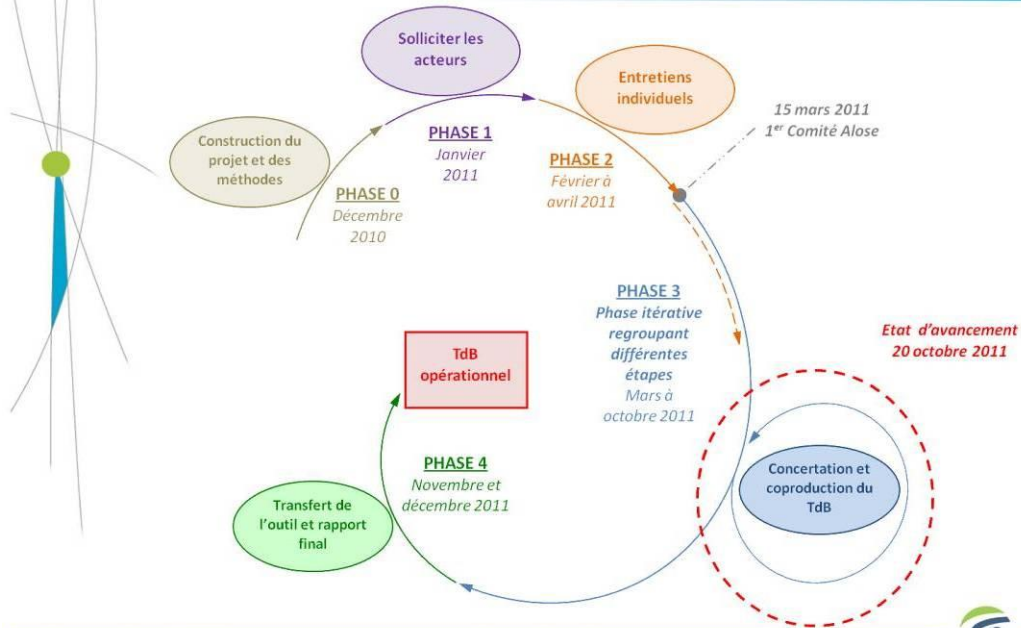 Solliciter les
acteurs
Entretiens
individuels
15 mars 2011
1er Comité Alose
Construction du
projet et des
méthodes
PHASE 0
Décembre
2010
PHASE 1
Janvier
2011
PHASE 2
Février à
avril 2011
PHASE 3
Phase itérative
regroupant
différentes
étapes
Mars à
octobre 2011
Etat d'avancement
20 octobre 2011
Concertation et
coproduction du
TdB
TdB
opérationnel
PHASE 4
Novembre et
décembre 2011
Transfert de
l'outil et rapport
final